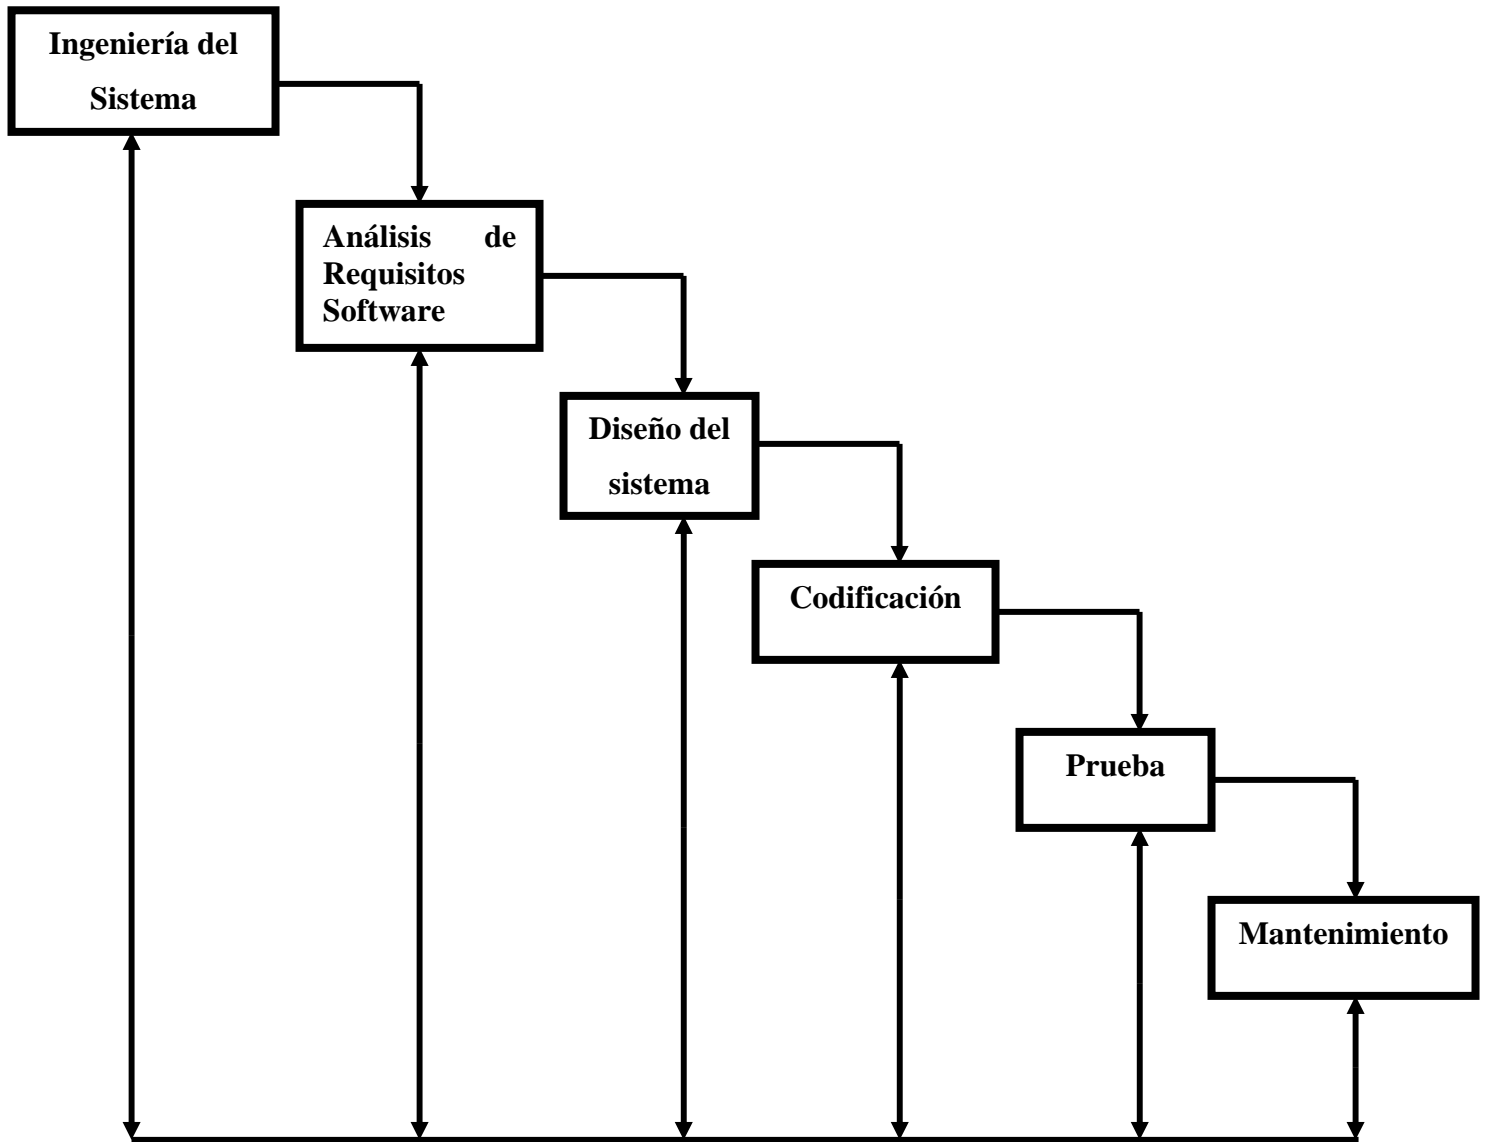 Ingeniería del
Sistema
Análisis de
Requisitos
Software
Diseño del
sistema
Codificación
Prueba
Mantenimiento